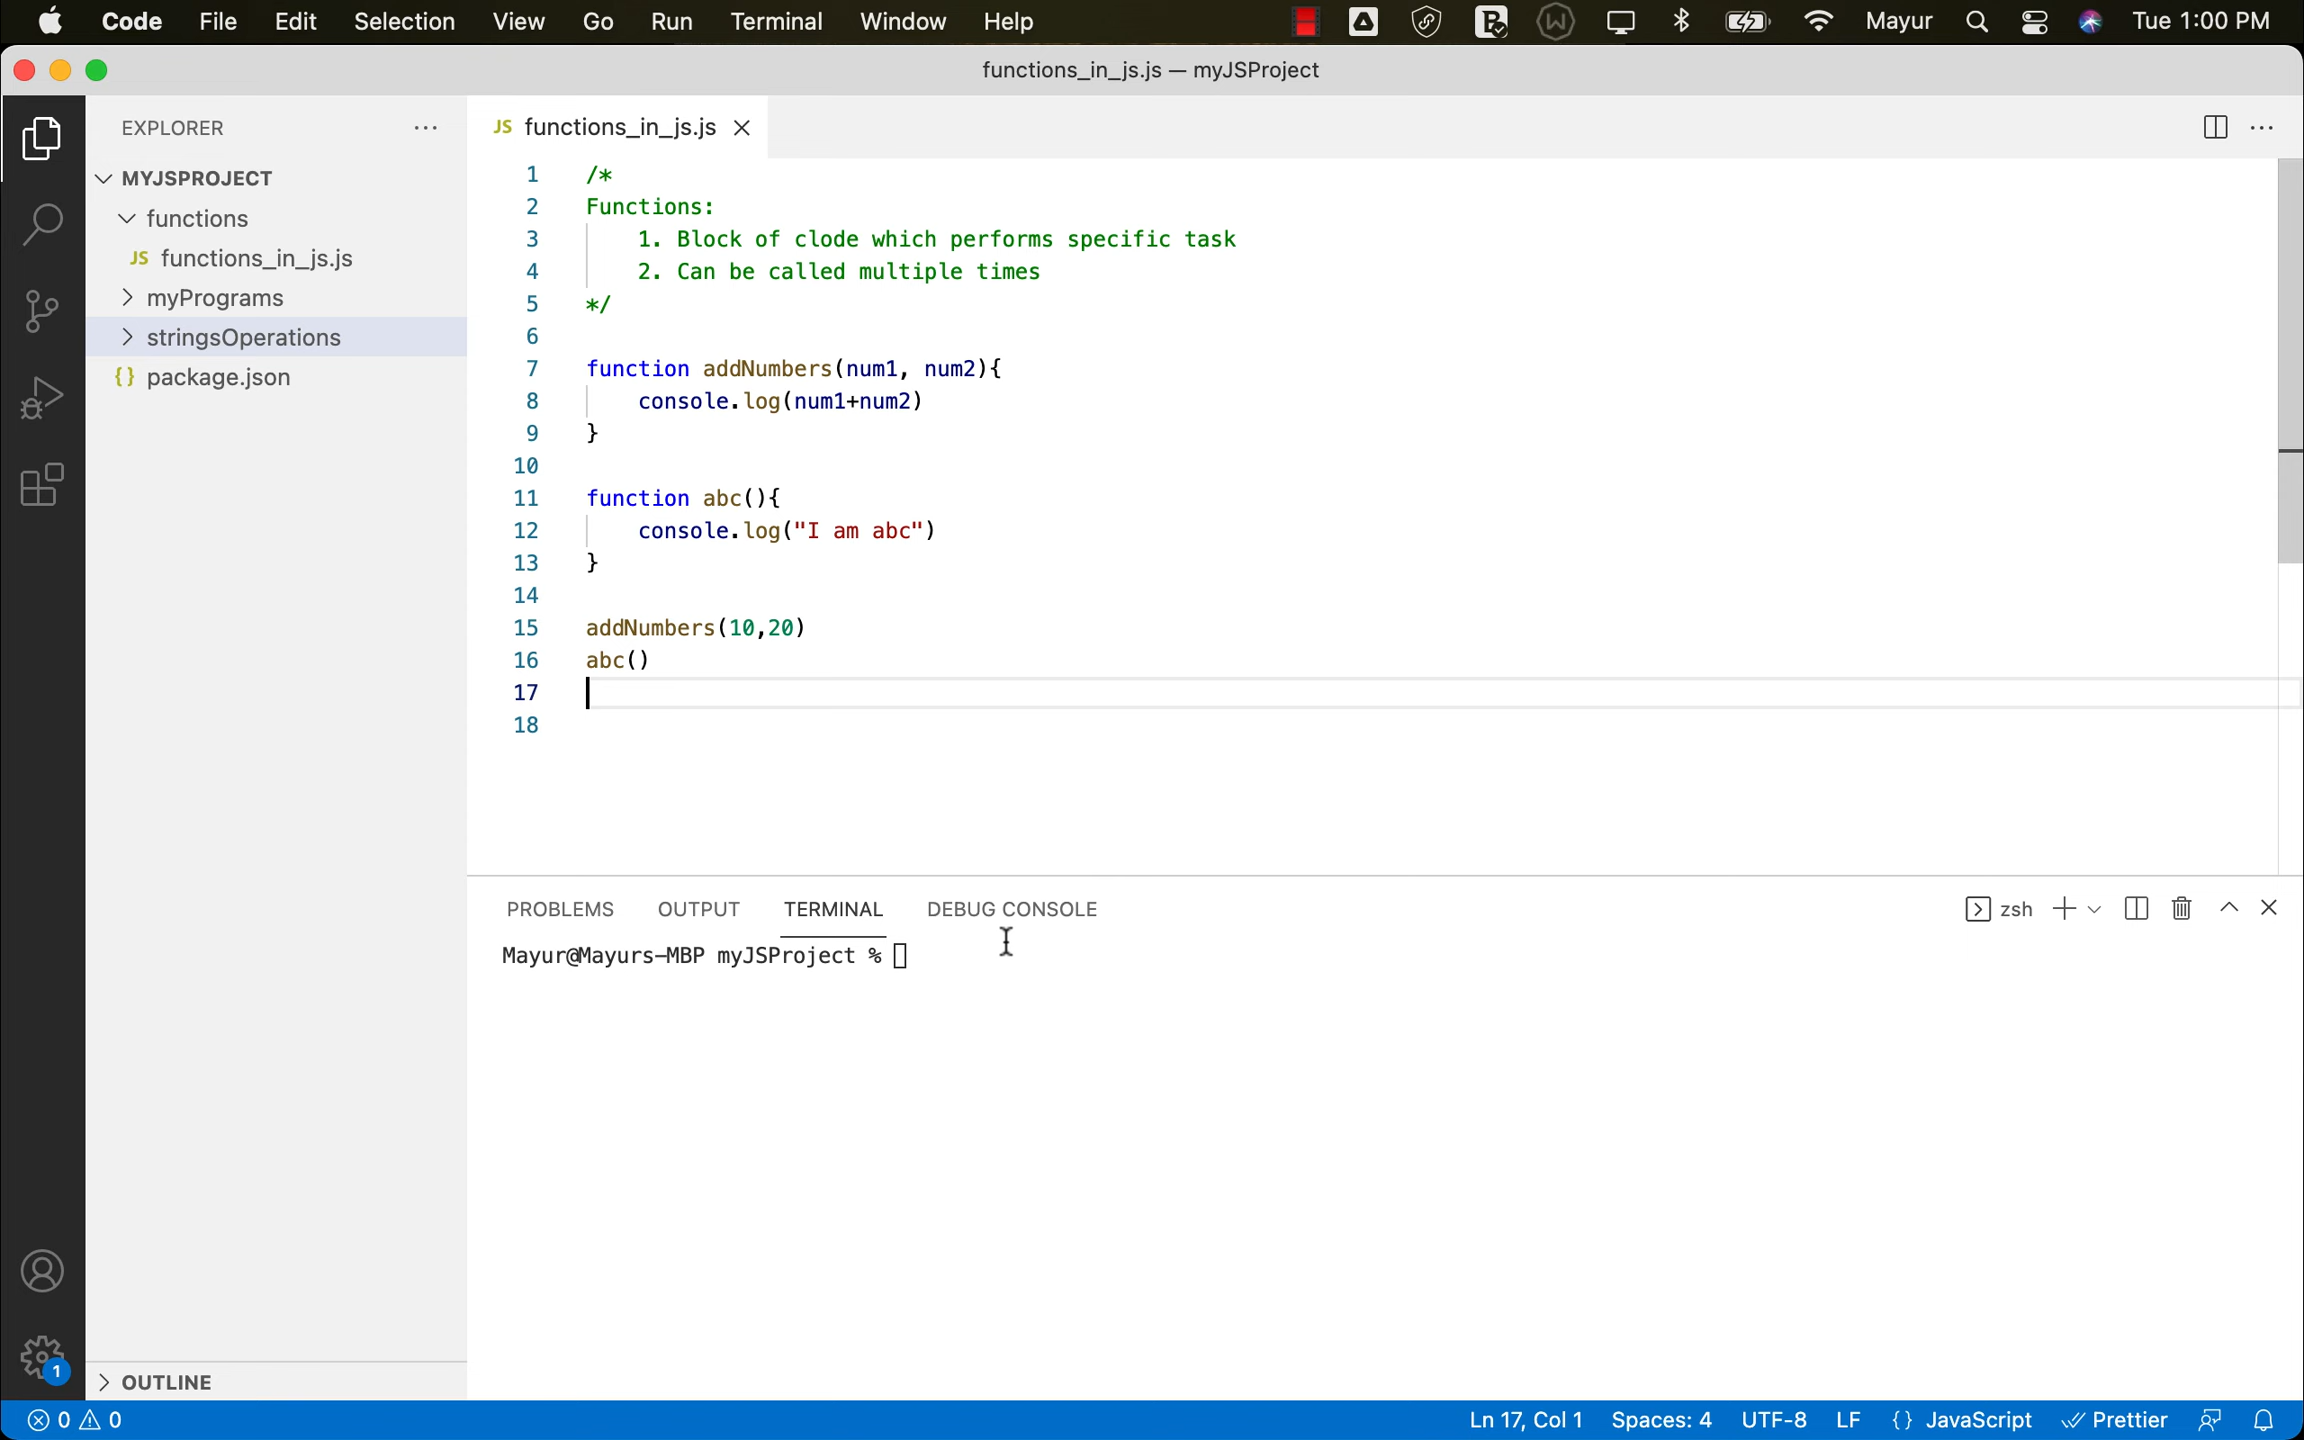 Code File Edit Selection View Go Run Terminal Window Help Mayur Tue 1:00 PM
functions_in_js.js — myJSProject
EXPLORER
MYJSPROJECT
functions
JS functions_in_js.js
myPrograms
stringsOperations
{} package.json
OUTLINE
JS functions_in_js.js
1 /*
2 Functions:
3 1. Block of clode which performs specific task
4 2. Can be called multiple times
5 */
6
7 function addNumbers(num1, num2){
8 console.log(num1+num2)
9 }
10
11 function abc(){
12 console.log("I am abc")
13 }
14
15 addNumbers(10,20)
16 abc()
17
18
PROBLEMS OUTPUT TERMINAL DEBUG CONSOLE zsh
Mayur@Mayurs-MBP myJSProject %
1
0 0 Ln 17, Col 1 Spaces: 4 UTF-8 LF {} JavaScript Prettier